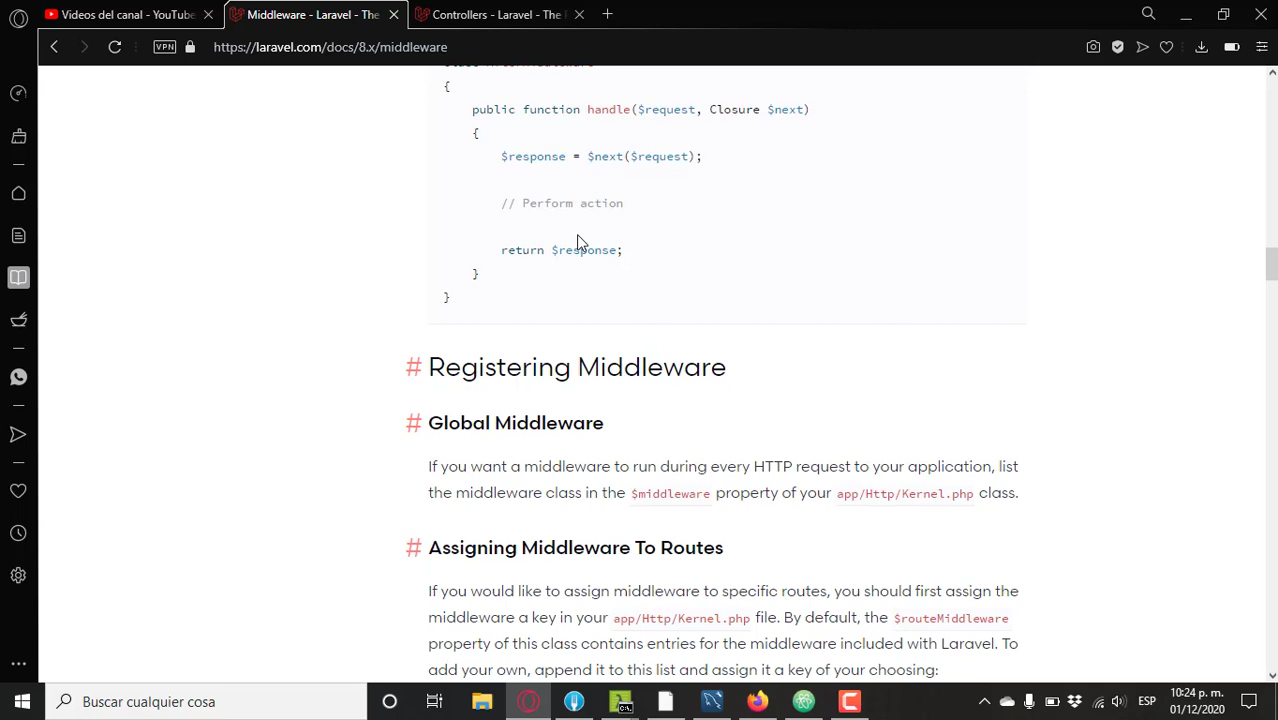 Videos del canal - YouTube
Middleware - Laravel - The
Controllers - Laravel - The
VPN
https://laravel.com/docs/8.x/middleware
{
public function handle($request, Closure $next)
{
$response = $next($request);
// Perform action
return $response;
}
}
# Registering Middleware
# Global Middleware
If you want a middleware to run during every HTTP request to your application, list
the middleware class in the $middleware property of your app/Http/Kernel.php class.
# Assigning Middleware To Routes
If you would like to assign middleware to specific routes, you should first assign the
middleware a key in your app/Http/Kernel.php file. By default, the $routeMiddleware
property of this class contains entries for the middleware included with Laravel. To
add your own, append it to this list and assign it a key of your choosing:
Buscar cualquier cosa
ESP
10:24 p. m.
01/12/2020